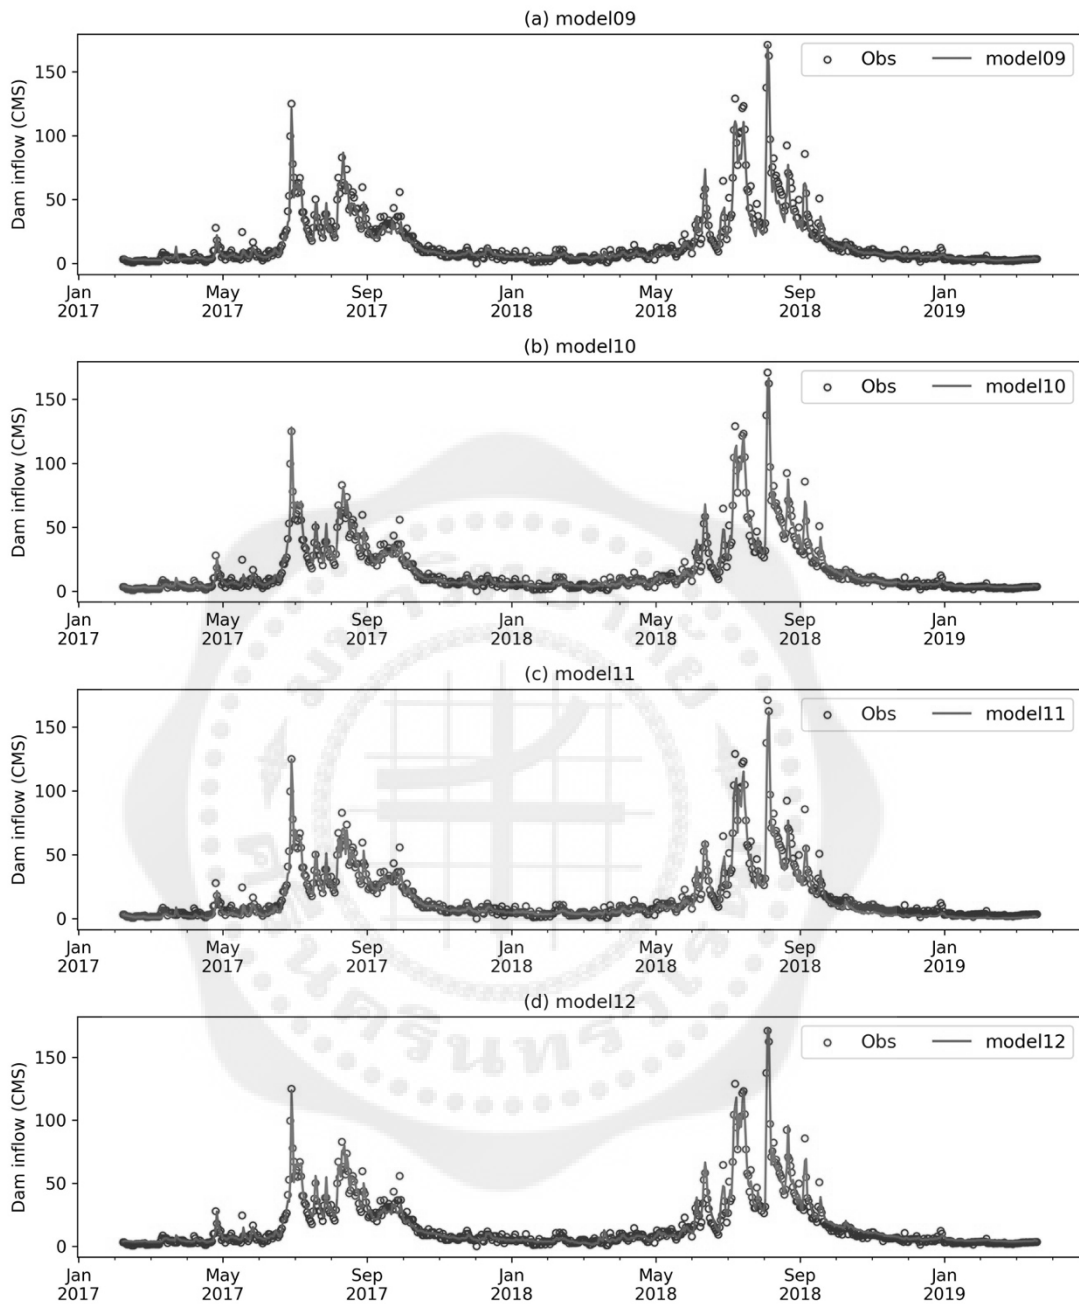 (a) model09
Dam inflow (CMS)
150
100
50
0
Obs model09
Jan May Sep Jan May Sep Jan
2017 2017 2017 2018 2018 2018 2019
(b) model10
Dam inflow (CMS)
150
100
50
0
Obs model10
Jan May Sep Jan May Sep Jan
2017 2017 2017 2018 2018 2018 2019
(c) model11
Dam inflow (CMS)
150
100
50
0
Obs model11
Jan May Sep Jan May Sep Jan
2017 2017 2017 2018 2018 2018 2019
(d) model12
Dam inflow (CMS)
150
100
50
0
Obs model12
Jan May Sep Jan May Sep Jan
2017 2017 2017 2018 2018 2018 2019